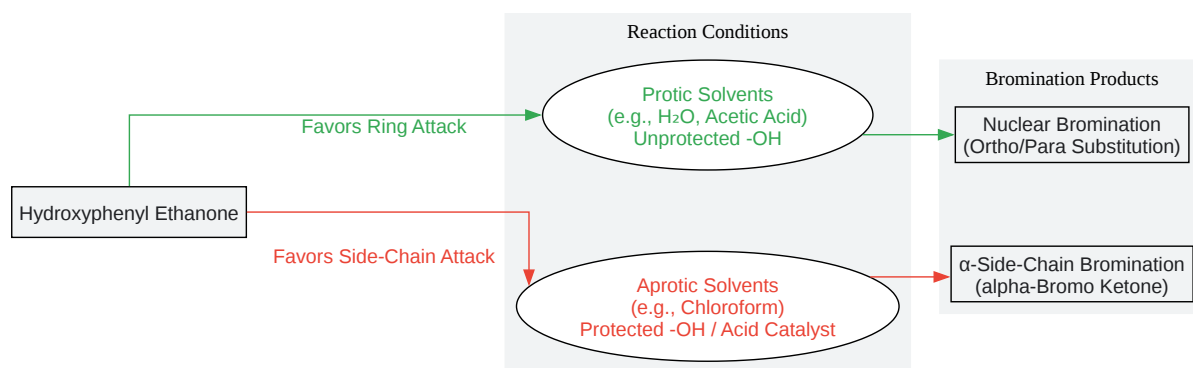 Reaction Conditions
Bromination Products
Protic Solvents
(e.g., H₂O, Acetic Acid)
Unprotected -OH
Favors Ring Attack
Nuclear Bromination
(Ortho/Para Substitution)
Hydroxyphenyl Ethanone
Favors Side-Chain Attack
Aprotic Solvents
(e.g., Chloroform)
Protected -OH / Acid Catalyst
α-Side-Chain Bromination
(alpha-Bromo Ketone)